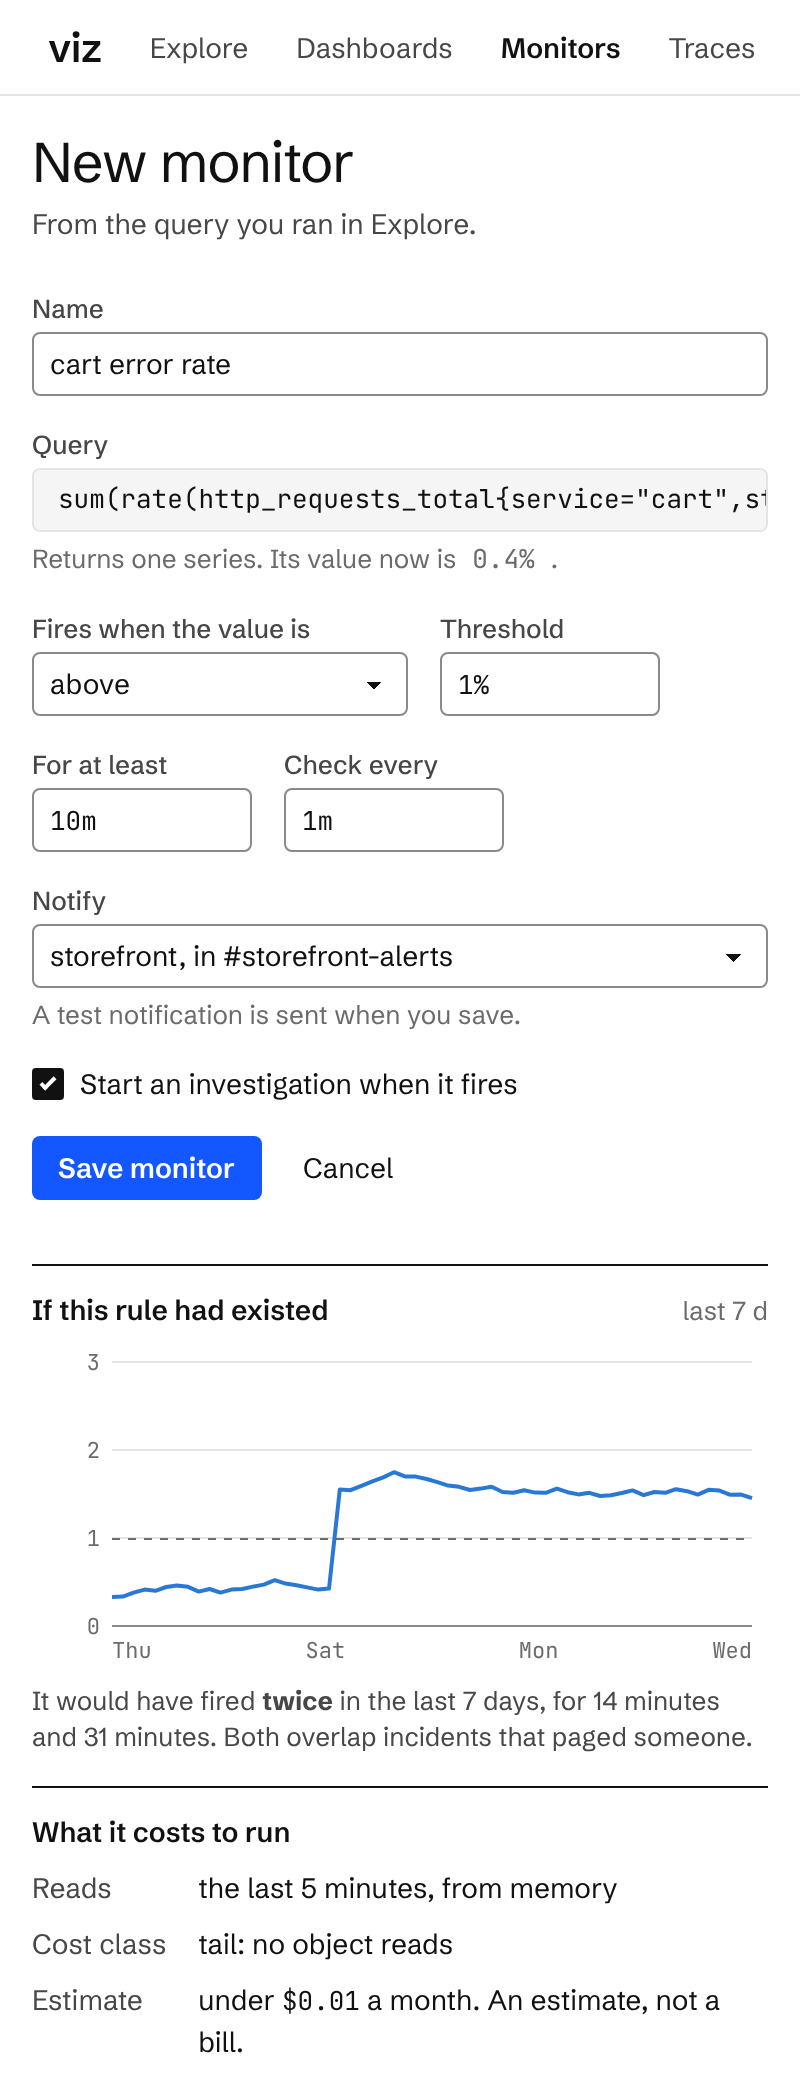 viz Explore Dashboards Monitors Traces
New monitor
From the query you ran in Explore.
Name
cart error rate
Query
sum(rate(http_requests_total{service="cart",st
Returns one series. Its value now is 0.4% .
Fires when the value is Threshold
above 1%
For at least Check every
10m 1m
Notify
storefront, in #storefront-alerts
A test notification is sent when you save.
Start an investigation when it fires
Save monitor Cancel
If this rule had existed last 7 d
3
2
1
0
Thu Sat Mon Wed
It would have fired twice in the last 7 days, for 14 minutes
and 31 minutes. Both overlap incidents that paged someone.
What it costs to run
Reads the last 5 minutes, from memory
Cost class tail: no object reads
Estimate under $0.01 a month. An estimate, not a
bill.